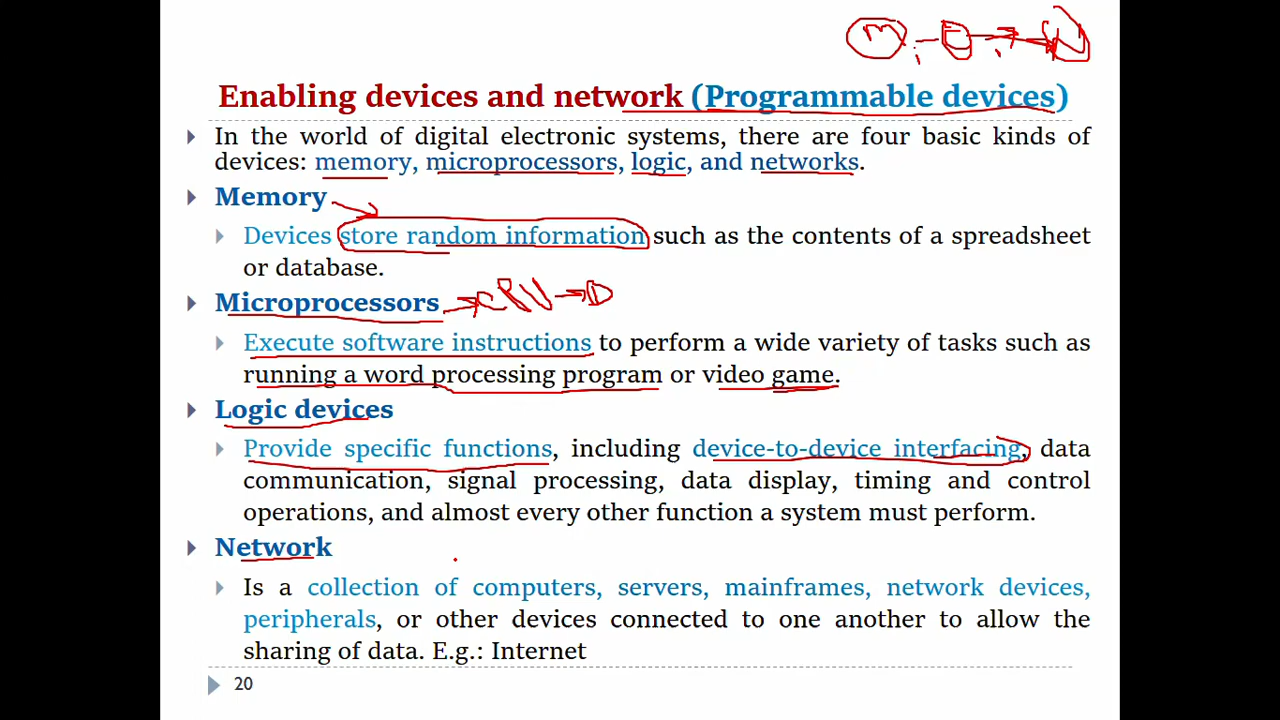 Enabling devices and network (Programmable devices)
In the world of digital electronic systems, there are four basic kinds of
devices: memory, microprocessors, logic, and networks.
Memory
Devices store random information such as the contents of a spreadsheet
or database.
Microprocessors
Execute software instructions to perform a wide variety of tasks such as
running a word processing program or video game.
Logic devices
Provide specific functions, including device-to-device interfacing, data
communication, signal processing, data display, timing and control
operations, and almost every other function a system must perform.
Network
Is a collection of computers, servers, mainframes, network devices,
peripherals, or other devices connected to one another to allow the
sharing of data. E.g.: Internet
20